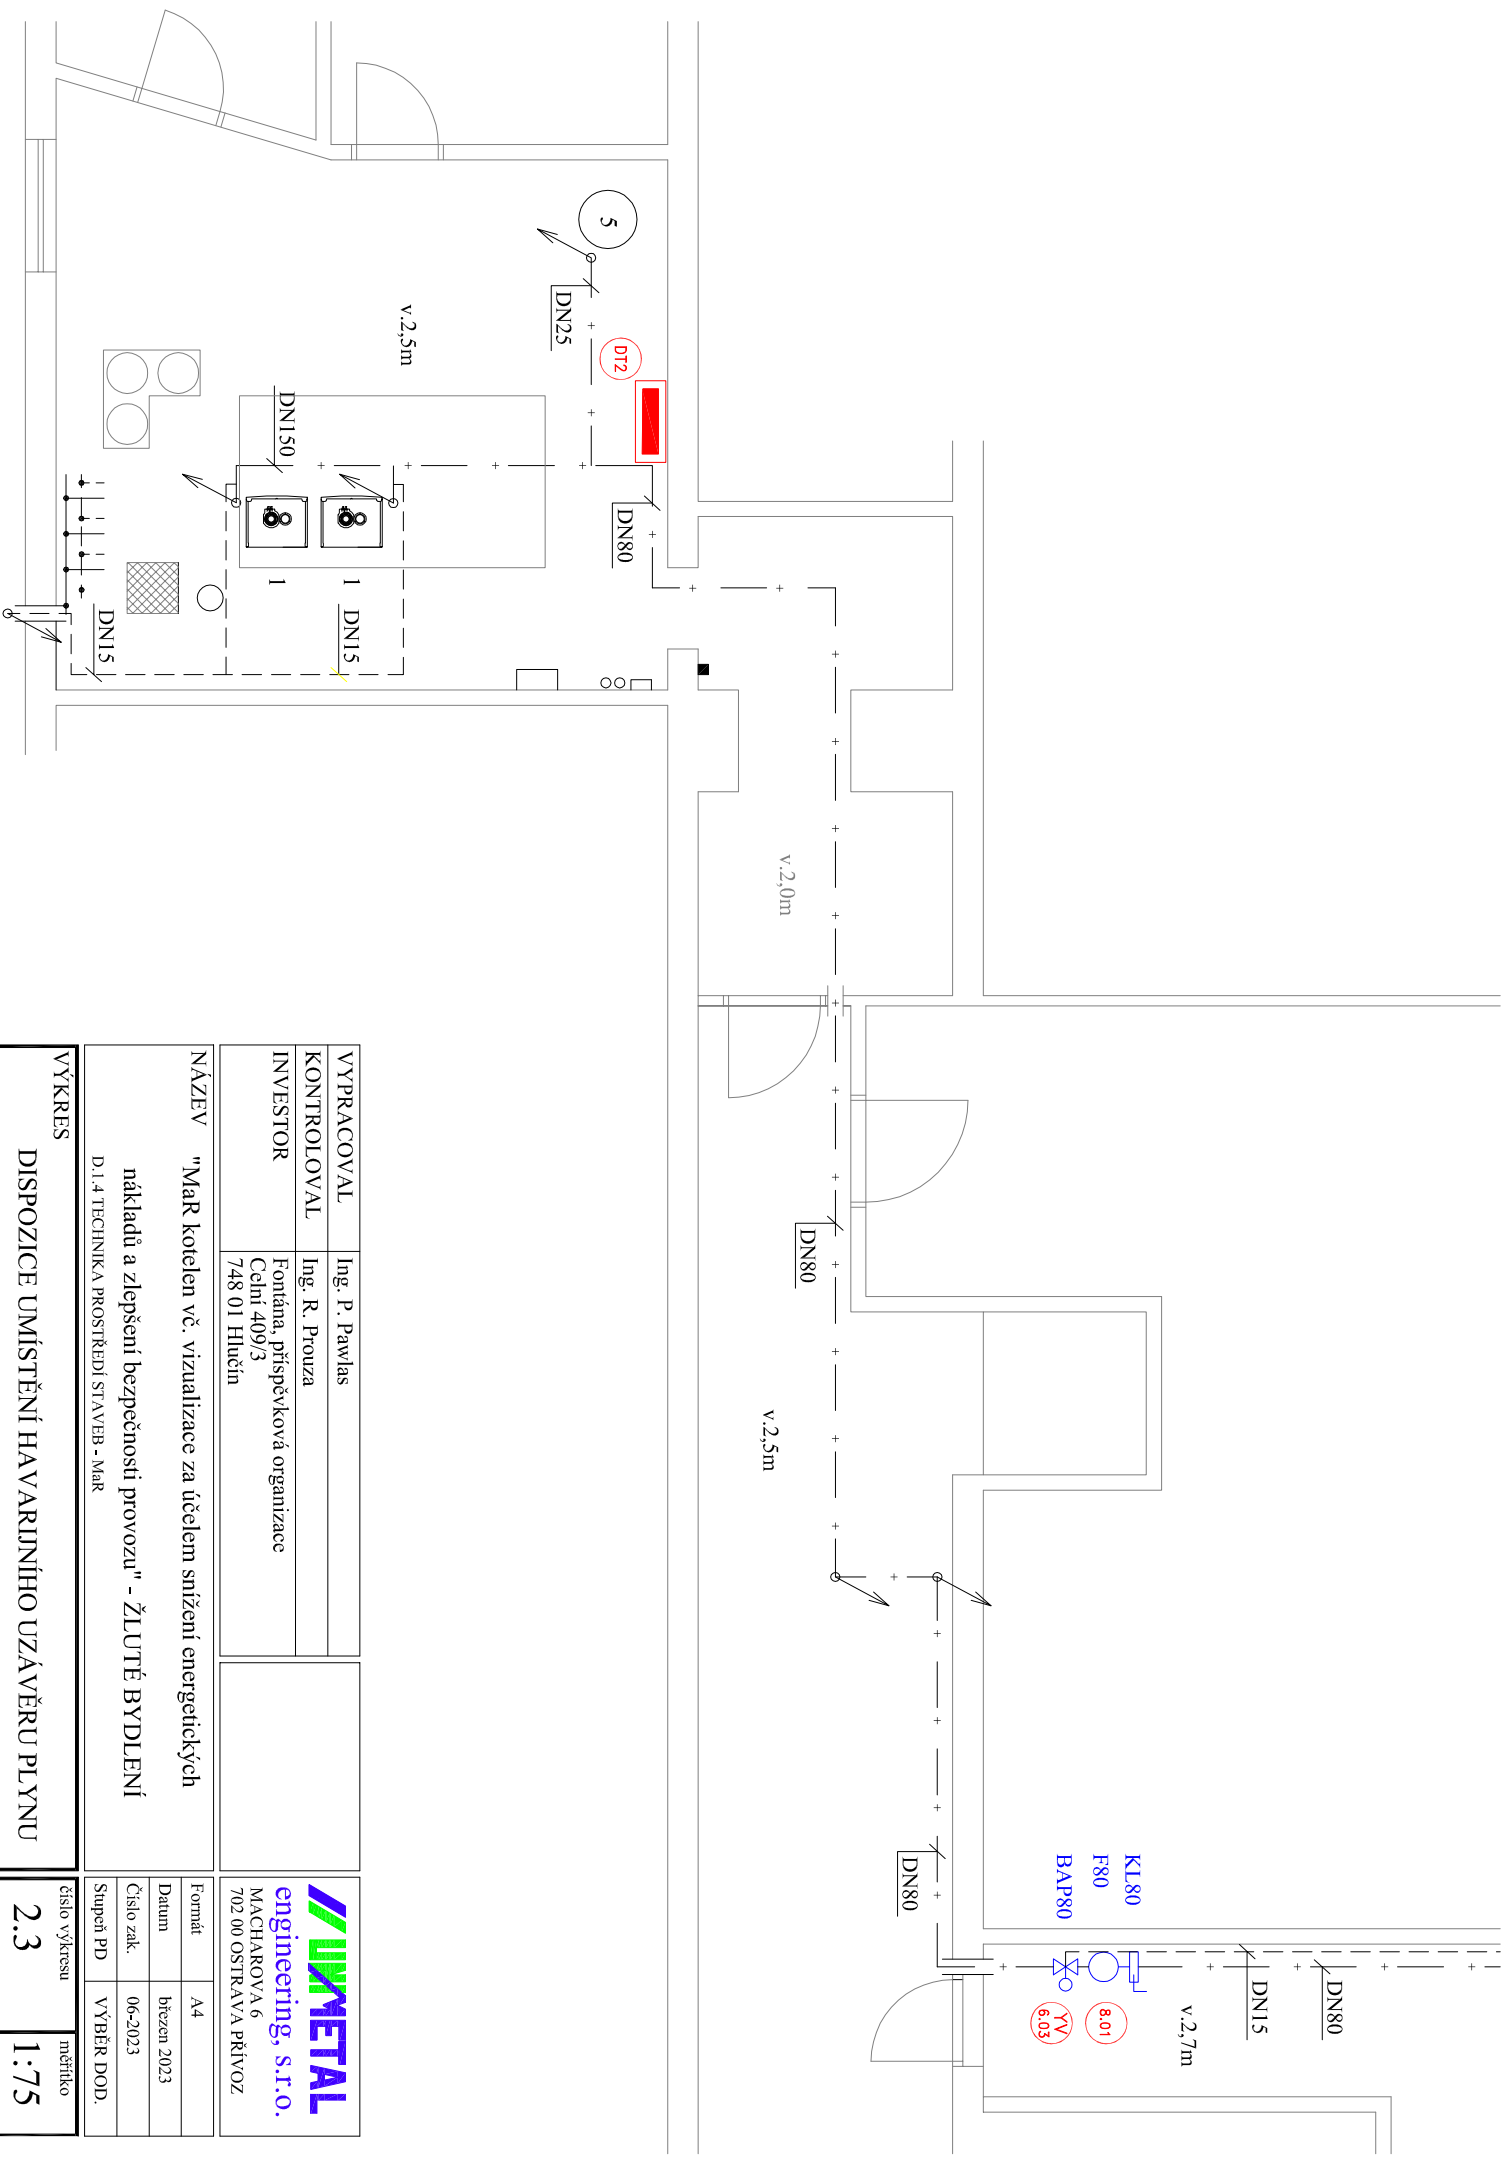 5
DN25
DT2
v.2,5m
DN150
DN80
1
1
DN15
DN15
v.2,0m
DN80
v.2,5m
DN80
KL80
F80
BAP80
YV
6.03
8.01
v.2,7m
DN15
DN80
VYPRACOVAL Ing. P. Pawlas
KONTROLOVAL Ing. R. Prouza
INVESTOR Fontána, příspěvková organizace
Celní 409/3
748 01 Hlučín
NÁZEV "MaR kotelen vč. vizualizace za účelem snížení energetických
nákladů a zlepšení bezpečnosti provozu" - ŽLUTÉ BYDLENÍ
D.1.4 TECHNIKA PROSTŘEDÍ STAVEB - MaR
VÝKRES
DISPOZICE UMÍSTĚNÍ HAVARIJNÍHO UZÁVĚRU PLYNU
UNIMETAL
engineering, s.r.o.
MACHAROVA 6
702 00 OSTRAVA PŘÍVOZ
Formát A4
Datum březen 2023
Číslo zak. 06-2023
Stupeň PD VÝBĚR DOD.
číslo výkresu
2.3
měřítko
1:75